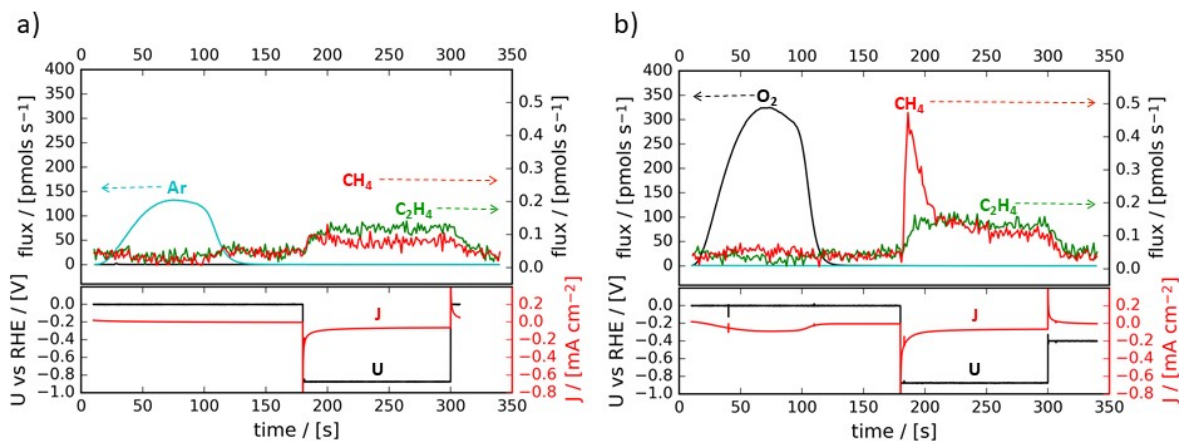 a)
0 50 100 150 200 250 300 350
400
350
300
250
200
150
100
50
0
flux / [pmols s⁻¹]
Ar
CH₄
C₂H₄
0.5
0.4
0.3
0.2
0.1
0.0
flux / [pmols s⁻¹]
0.0
−0.2
−0.4
−0.6
−0.8
−1.0
U vs RHE / [V]
J
U
0.2
0.0
−0.2
−0.4
−0.6
−0.8
J / [mA cm⁻²]
0 50 100 150 200 250 300 350
time / [s]
b)
0 50 100 150 200 250 300 350
400
350
300
250
200
150
100
50
0
flux / [pmols s⁻¹]
O₂
CH₄
C₂H₄
0.5
0.4
0.3
0.2
0.1
0.0
flux / [pmols s⁻¹]
0.0
−0.2
−0.4
−0.6
−0.8
−1.0
U vs RHE / [V]
J
U
0.2
0.0
−0.2
−0.4
−0.6
−0.8
J / [mA cm⁻²]
0 50 100 150 200 250 300 350
time / [s]